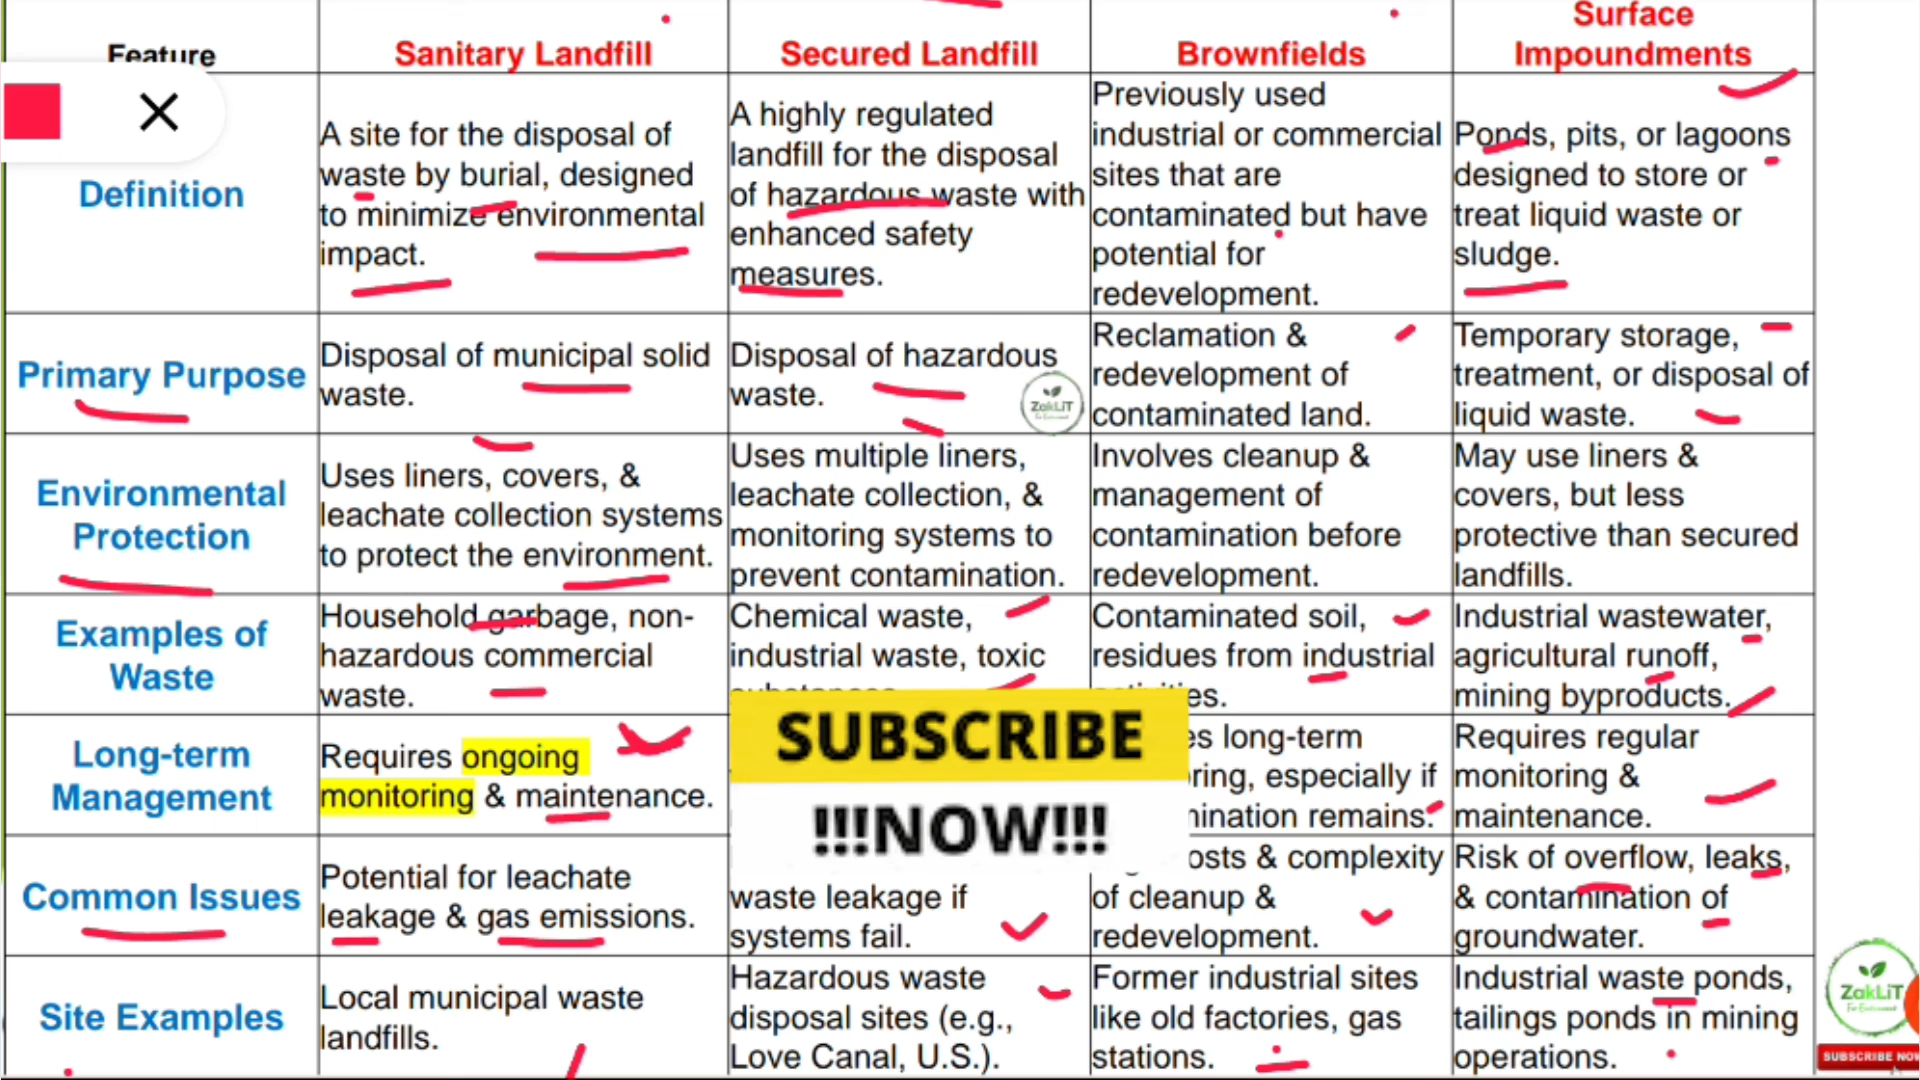 Feature
Sanitary Landfill
Secured Landfill
Brownfields
Surface
Impoundments
Definition
A site for the disposal of
waste by burial, designed
to minimize environmental
impact.
A highly regulated
landfill for the disposal
of hazardous waste with
enhanced safety
measures.
Previously used
industrial or commercial
sites that are
contaminated but have
potential for
redevelopment.
Ponds, pits, or lagoons
designed to store or
treat liquid waste or
sludge.
Primary Purpose
Disposal of municipal solid
waste.
Disposal of hazardous
waste.
ZakLiT
Reclamation &
redevelopment of
contaminated land.
Temporary storage,
treatment, or disposal of
liquid waste.
Environmental
Protection
Uses liners, covers, &
leachate collection systems
to protect the environment.
Uses multiple liners,
leachate collection, &
monitoring systems to
prevent contamination.
Involves cleanup &
management of
contamination before
redevelopment.
May use liners &
covers, but less
protective than secured
landfills.
Examples of
Waste
Household garbage, non-
hazardous commercial
waste.
Chemical waste,
industrial waste, toxic
Contaminated soil,
residues from industrial
Industrial wastewater,
agricultural runoff,
mining byproducts.
Long-term
Management
Requires ongoing
monitoring & maintenance.
SUBSCRIBE
!!!NOW!!!
long-term
especially if
remains.
Requires regular
monitoring &
maintenance.
Common Issues
Potential for leachate
leakage & gas emissions.
waste leakage if
systems fail.
& complexity
of cleanup &
redevelopment.
Risk of overflow, leaks,
& contamination of
groundwater.
Site Examples
Local municipal waste
landfills.
Hazardous waste
disposal sites (e.g.,
Love Canal, U.S.).
Former industrial sites
like old factories, gas
stations.
Industrial waste ponds,
tailings ponds in mining
operations.
ZakLiT
SUBSCRIBE NOW